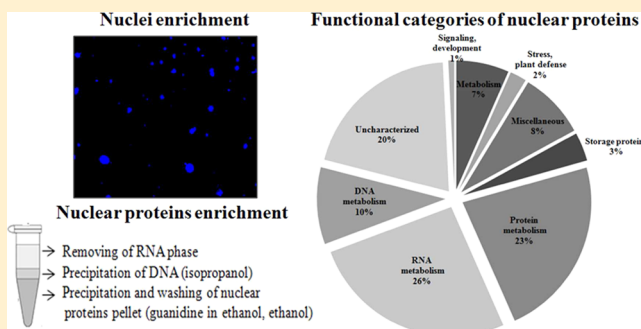 Nuclei enrichment
Nuclear proteins enrichment
Removing of RNA phase
Precipitation of DNA (isopropanol)
Precipitation and washing of nuclear
proteins pellet (guanidine in ethanol, ethanol)
Functional categories of nuclear proteins
Signaling,
development
1%
Metabolism
7%
Stress,
plant defense
2%
Miscellaneous
8%
Storage protein
3%
Protein
metabolism
23%
RNA
metabolism
26%
DNA
metabolism
10%
Uncharacterized
20%